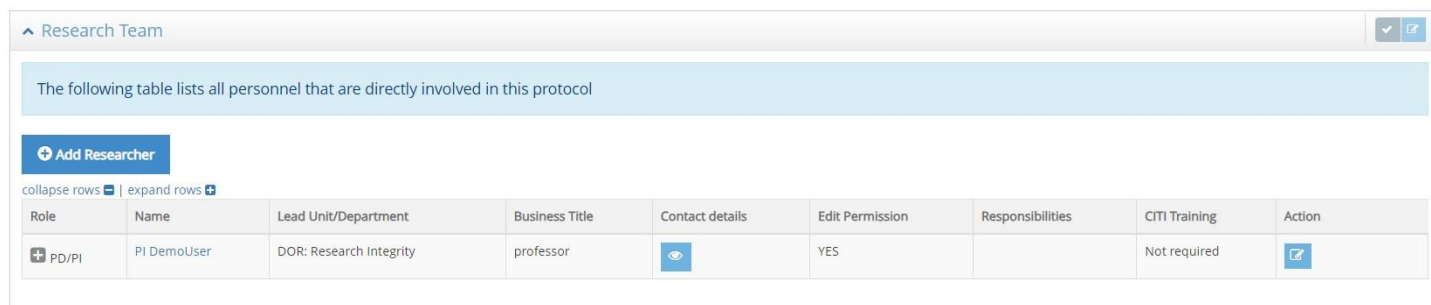 Research Team
The following table lists all personnel that are directly involved in this protocol
Add Researcher
collapse rows | expand rows
Role Name Lead Unit/Department Business Title Contact details Edit Permission Responsibilities CITI Training Action
PD/PI PI DemoUser DOR: Research Integrity professor YES Not required